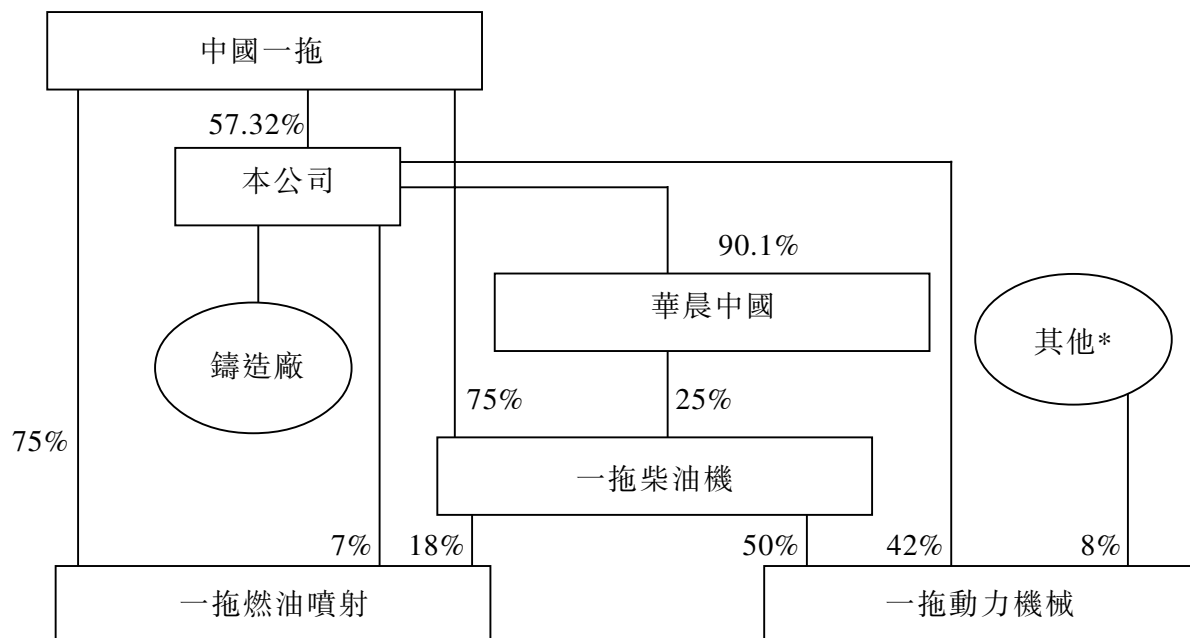 中國一拖
57.32%
本公司
90.1%
華晨中國
其他*
鑄造廠
75%
25%
75%
一拖柴油機
7%
18%
50%
42%
8%
一拖燃油噴射
一拖動力機械